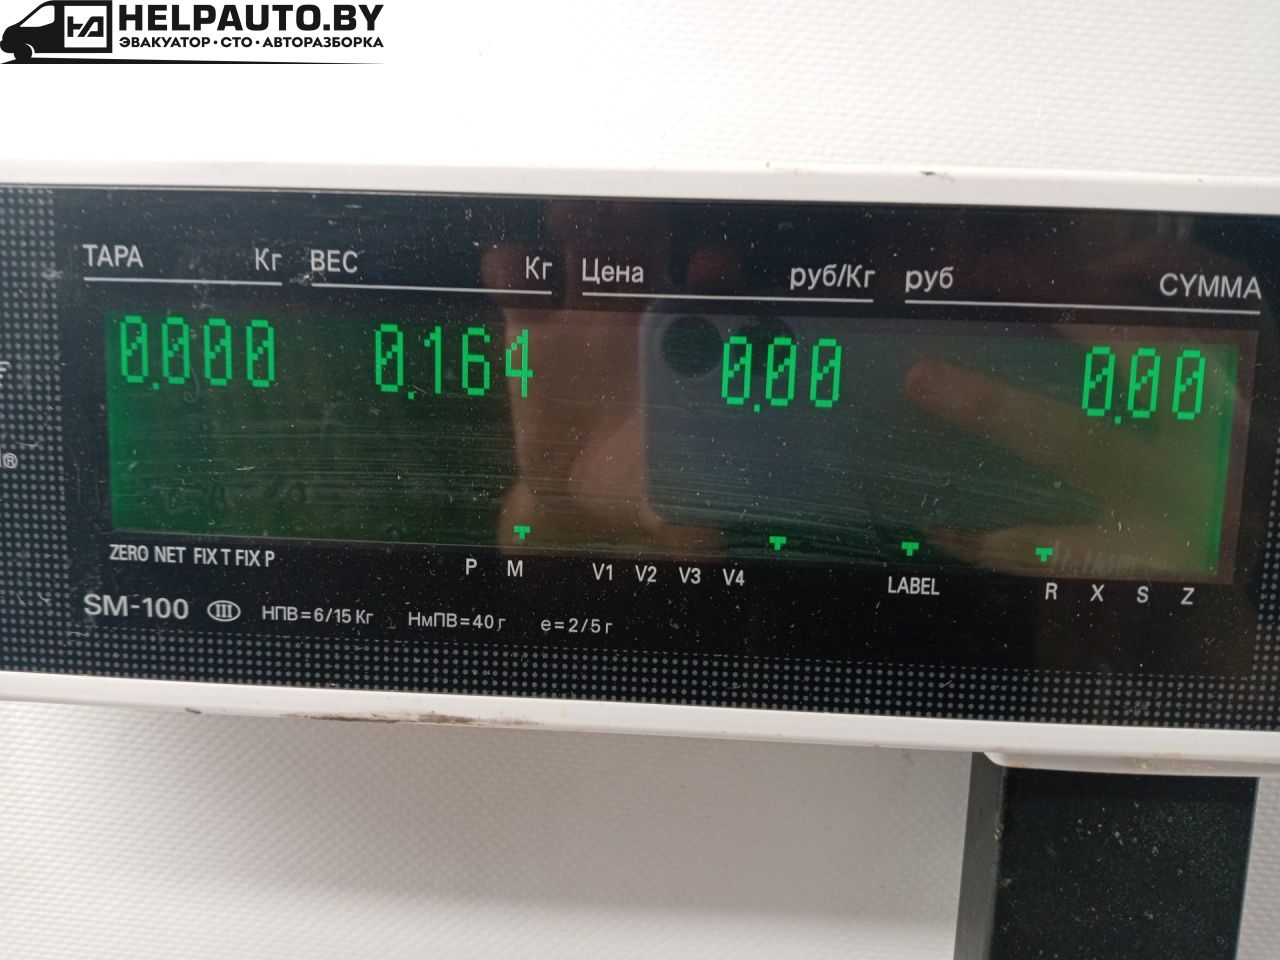 HELPAUTO.BY
ЭВАКУАТОР·СТО·АВТОРАЗБОРКА
ТАРА Кг ВЕС Кг Цена руб/Кг руб СУММА
0.000 0.164 0.00 0.00
ZERO NET FIX T FIX P P M V1 V2 V3 V4 LABEL R X S Z
SM-100 III НПВ=6/15 Кг НмПВ=40 г e=2/5 г